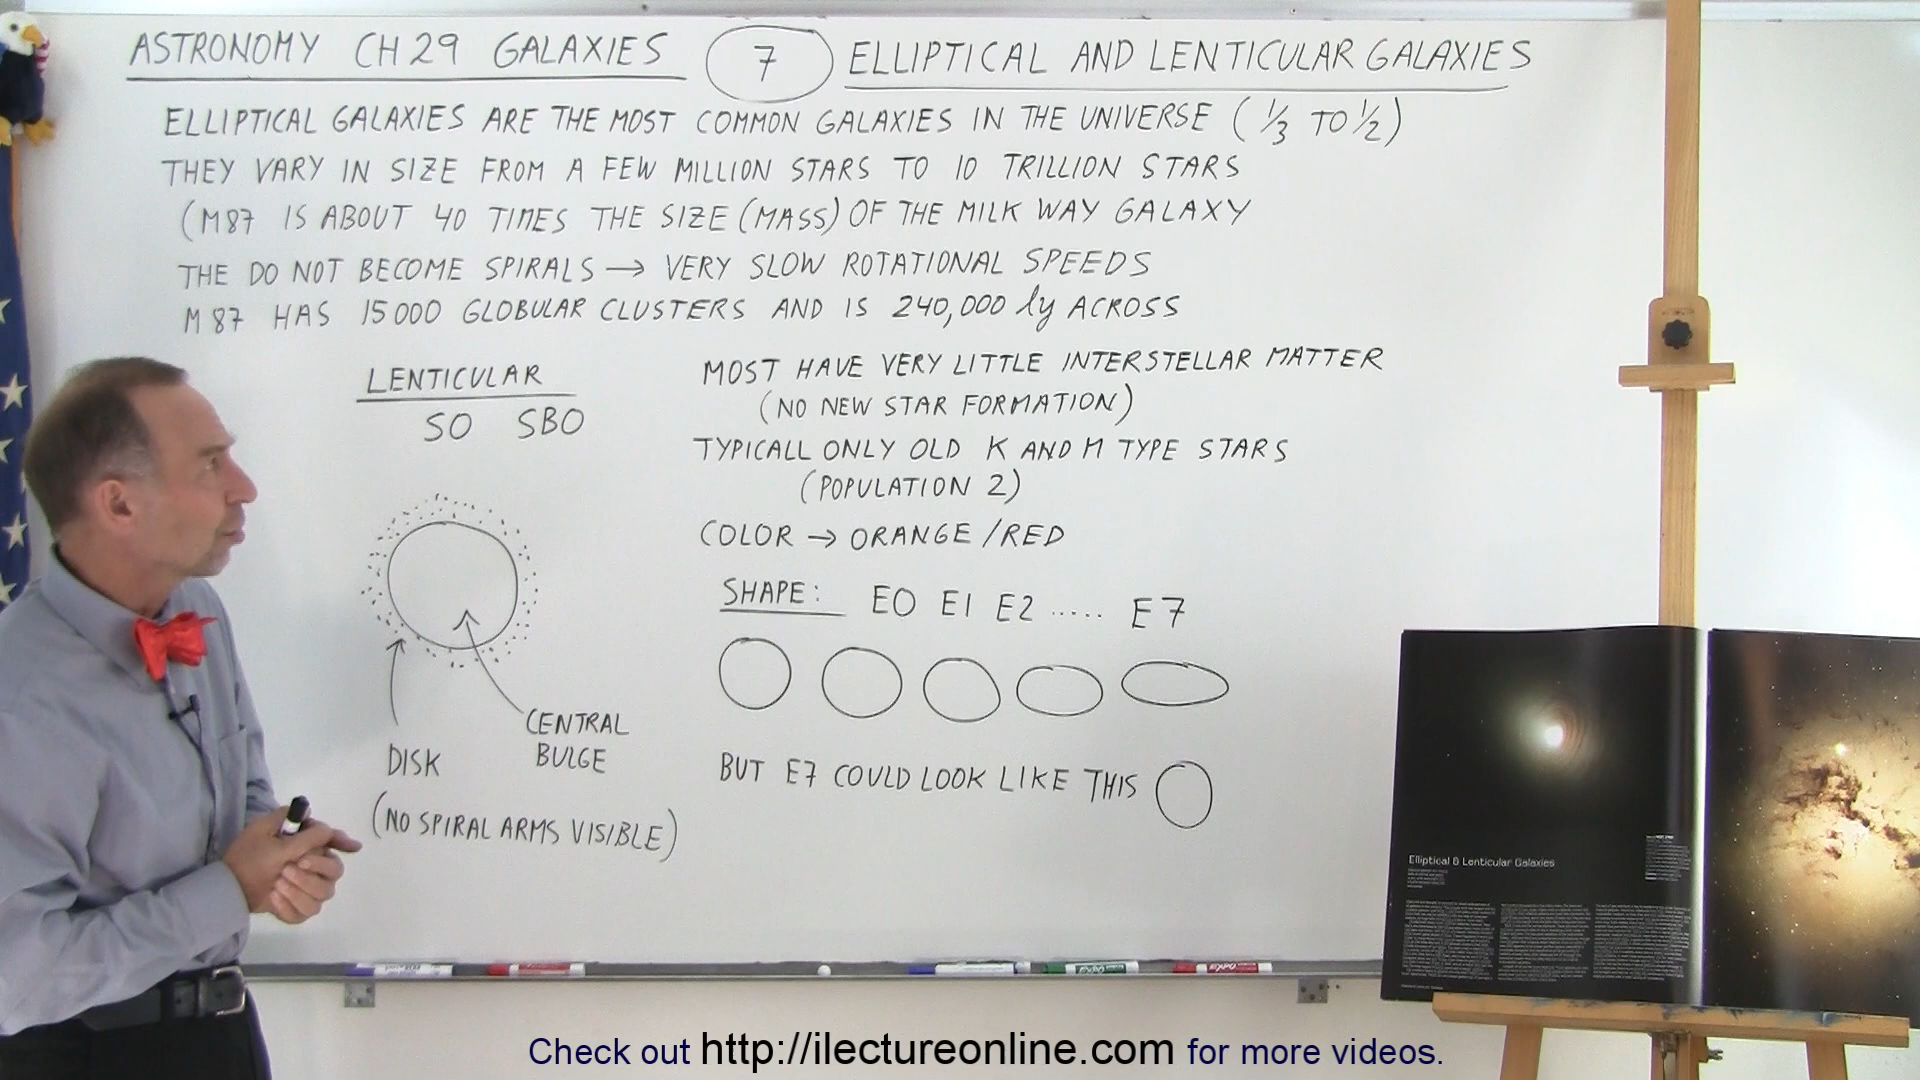 ASTRONOMY CH 29 GALAXIES 7 ELLIPTICAL AND LENTICULAR GALAXIES
ELLIPTICAL GALAXIES ARE THE MOST COMMON GALAXIES IN THE UNIVERSE (1/3 TO 1/2)
THEY VARY IN SIZE FROM A FEW MILLION STARS TO 10 TRILLION STARS
(M87 IS ABOUT 40 TIMES THE SIZE (MASS) OF THE MILK WAY GALAXY
THE DO NOT BECOME SPIRALS → VERY SLOW ROTATIONAL SPEEDS
M87 HAS 15000 GLOBULAR CLUSTERS AND IS 240,000 ly ACROSS
LENTICULAR
SO SBO
DISK
CENTRAL
BULGE
(NO SPIRAL ARMS VISIBLE)
MOST HAVE VERY LITTLE INTERSTELLAR MATTER
(NO NEW STAR FORMATION)
TYPICALL ONLY OLD K AND M TYPE STARS
(POPULATION 2)
COLOR → ORANGE/RED
SHAPE: E0 E1 E2 ..... E7
BUT E7 COULD LOOK LIKE THIS
Elliptical & Lenticular Galaxies
Check out http://ilectureonline.com for more videos.